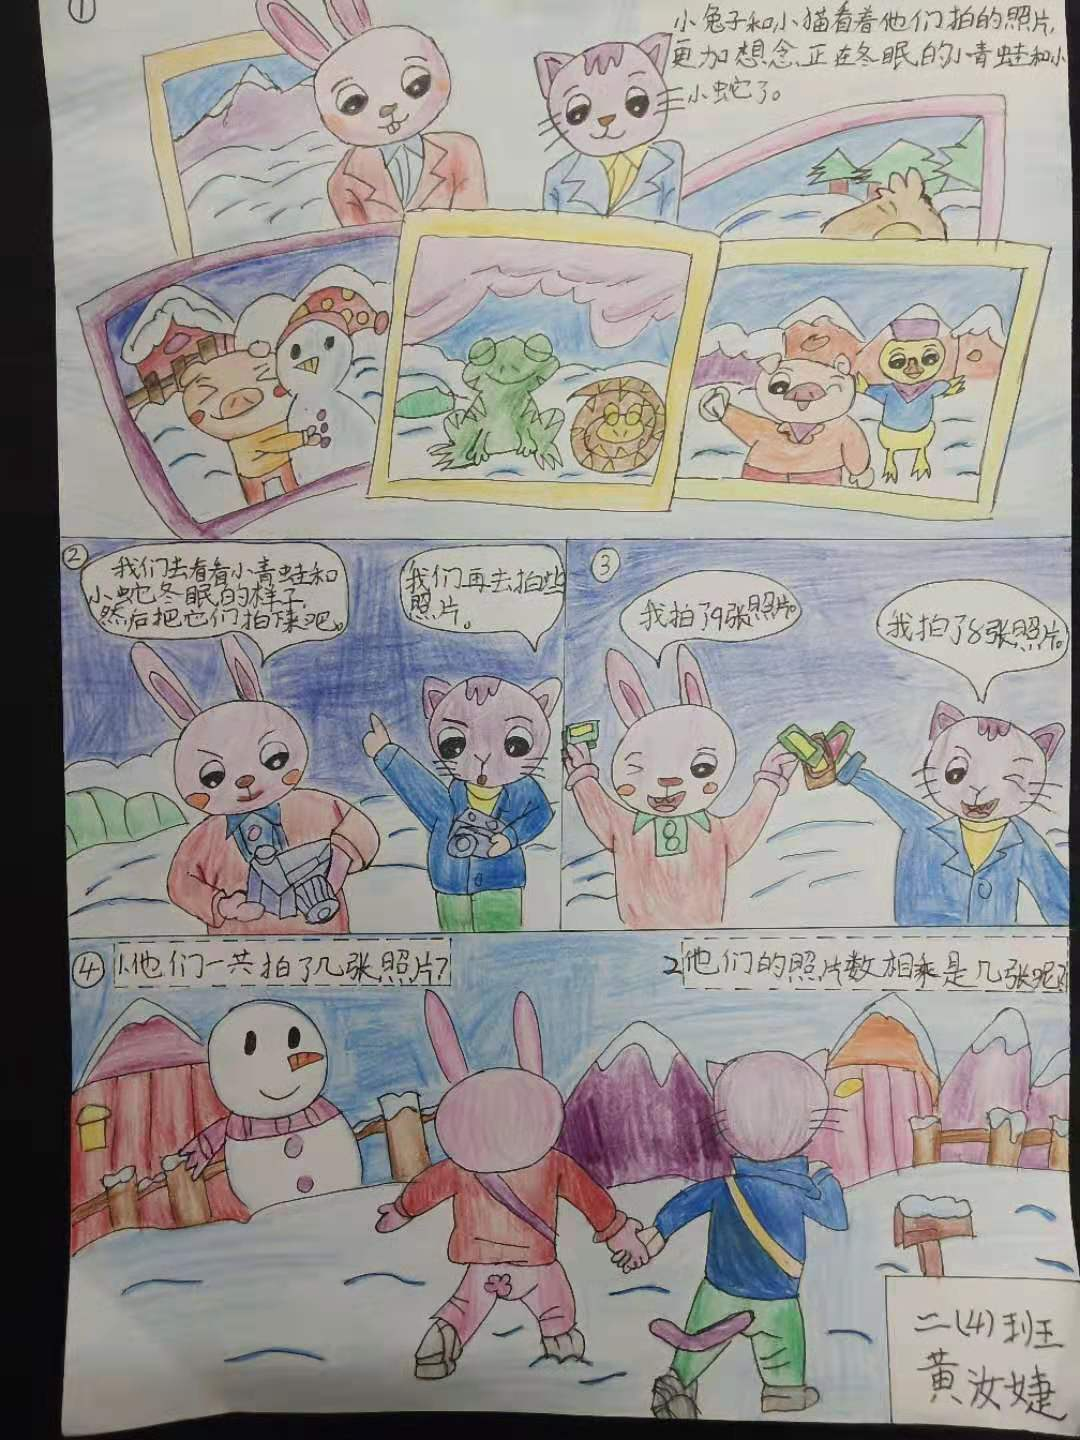 ①
小兔子和小猫看着他们拍的照片,
更加想念正在冬眠的小青蛙和小
小蛇了。
②
我们去看看小青蛙和
小蛇冬眠的样子,
然后把它们拍下来吧。
我们再去拍些
照片。
③
我拍了9张照片。
我拍了8张照片。
④
1.他们一共拍了几张照片?
2.他们的照片数相乘是几张呢?
二(4)班
黄汝婕